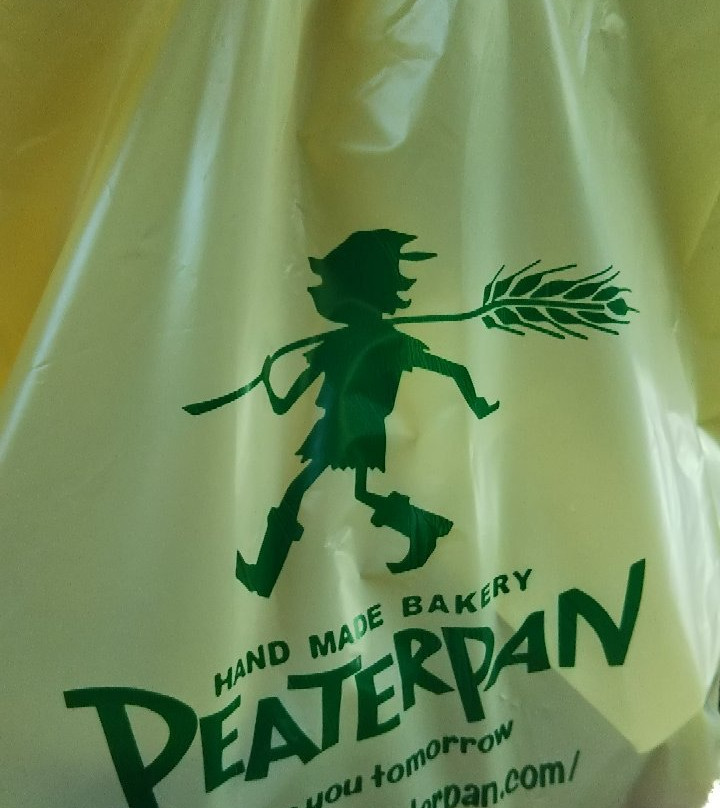 HAND MADE BAKERY
PEATERPAN
you tomorrow
erpan.com/